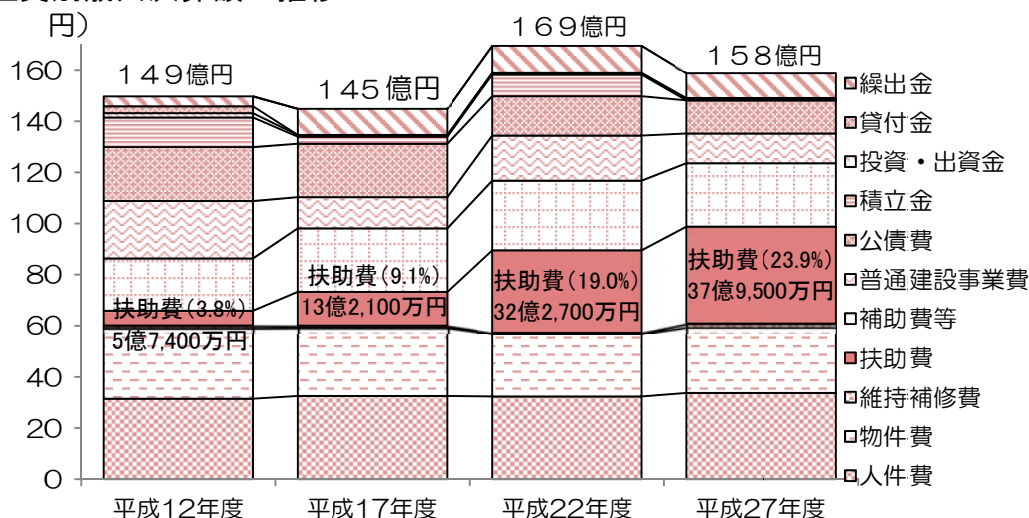 円）
160
140
120
100
80
60
40
20
0
１４９億円
１４５億円
１６９億円
１５８億円
扶助費(3.8%)
5億7,400万円
扶助費(9.1%)
13億2,100万円
扶助費(19.0%)
32億2,700万円
扶助費(23.9%)
37億9,500万円
平成12年度
平成17年度
平成22年度
平成27年度
繰出金
貸付金
投資・出資金
積立金
公債費
普通建設事業費
補助費等
扶助費
維持補修費
物件費
人件費